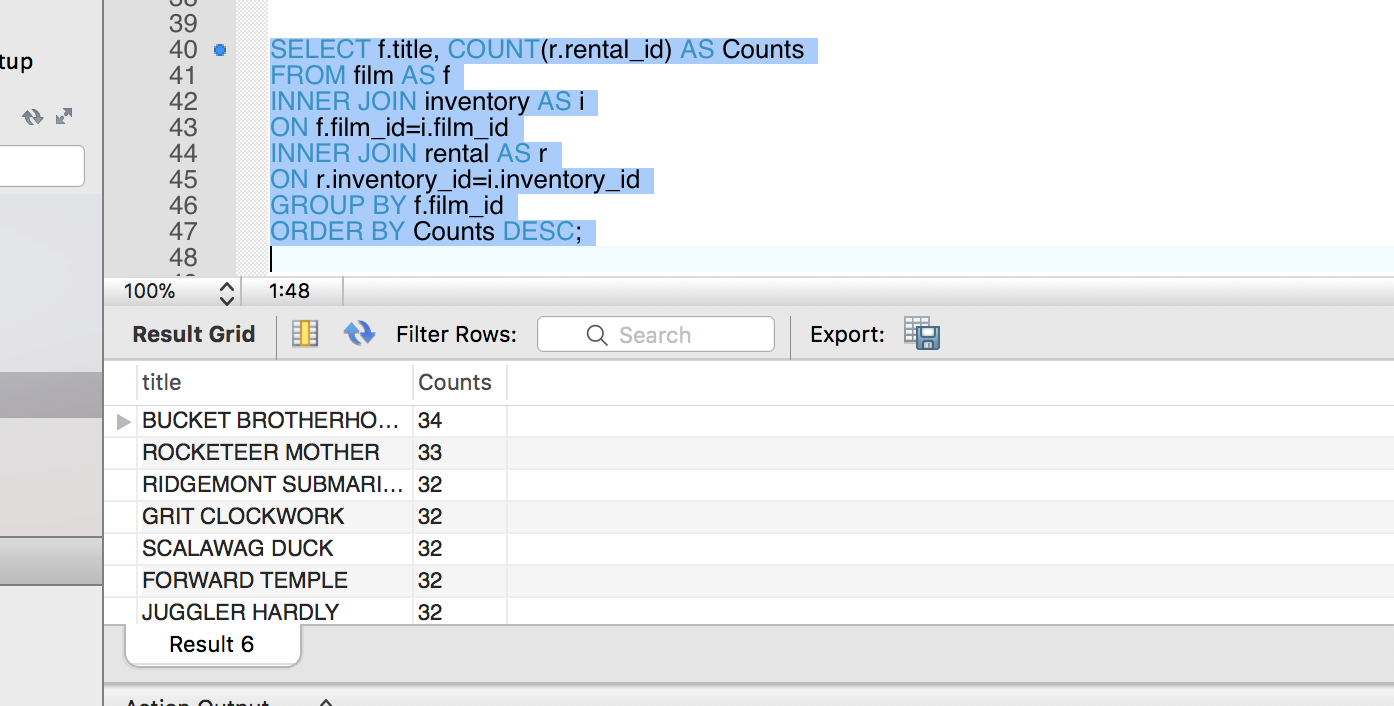 39
tup
40 SELECT f.title, COUNT(r.rental_id) AS Counts
41 FROM film AS f
42 INNER JOIN inventory AS i
43 ON f.film_id=i.film_id
44 INNER JOIN rental AS r
45 ON r.inventory_id=i.inventory_id
46 GROUP BY f.film_id
47 ORDER BY Counts DESC;
48
100% 1:48
Result Grid Filter Rows: Search Export:
title Counts
BUCKET BROTHERHO... 34
ROCKETEER MOTHER 33
RIDGEMONT SUBMARI... 32
GRIT CLOCKWORK 32
SCALAWAG DUCK 32
FORWARD TEMPLE 32
JUGGLER HARDLY 32
Result 6
Action Output